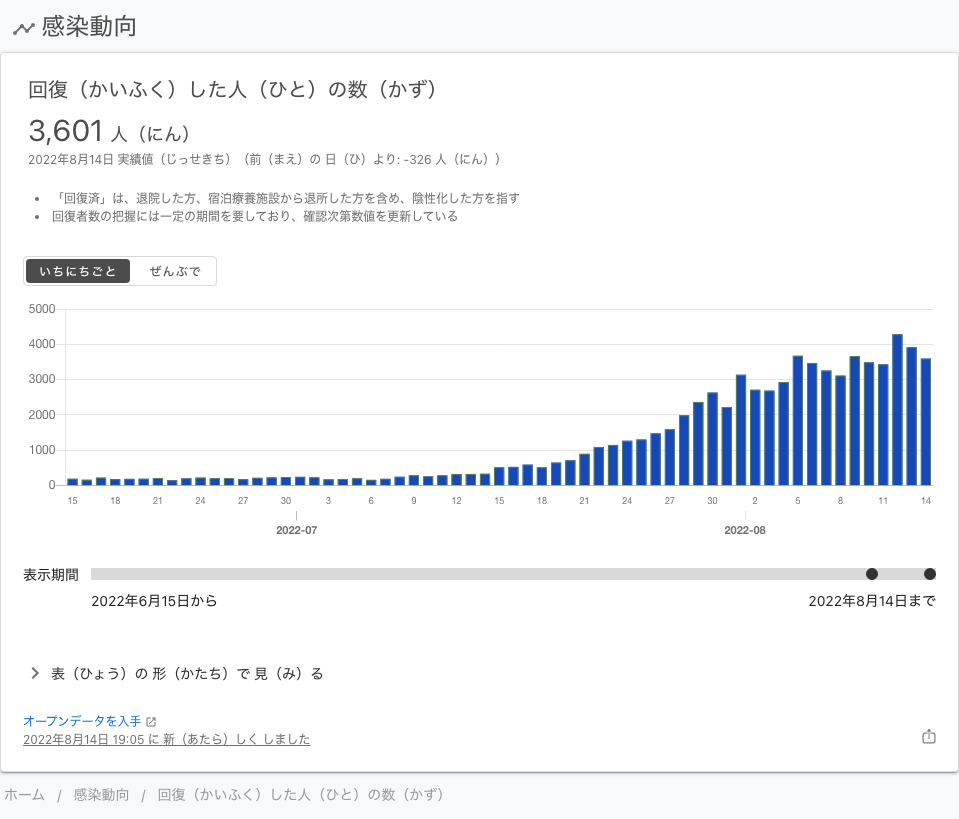 感染動向
回復（かいふく）した人（ひと）の数（かず）
3,601 人（にん）
2022年8月14日 実績値（じっせきち）（前（まえ）の 日（ひ）より: -326 人（にん））
• 「回復済」は、退院した方、宿泊療養施設から退所した方を含め、陰性化した方を指す
• 回復者数の把握には一定の期間を要しており、確認次第数値を更新している
いちにちごと ぜんぶで
5000
4000
3000
2000
1000
0
15 18 21 24 27 30 3 6 9 12 15 18 21 24 27 30 2 5 8 11 14
2022-07 2022-08
表示期間
2022年6月15日から 2022年8月14日まで
表（ひょう）の 形（かたち）で 見（み）る
オープンデータを入手
2022年8月14日 19:05 に 新（あたら）しく しました
ホーム / 感染動向 / 回復（かいふく）した人（ひと）の数（かず）